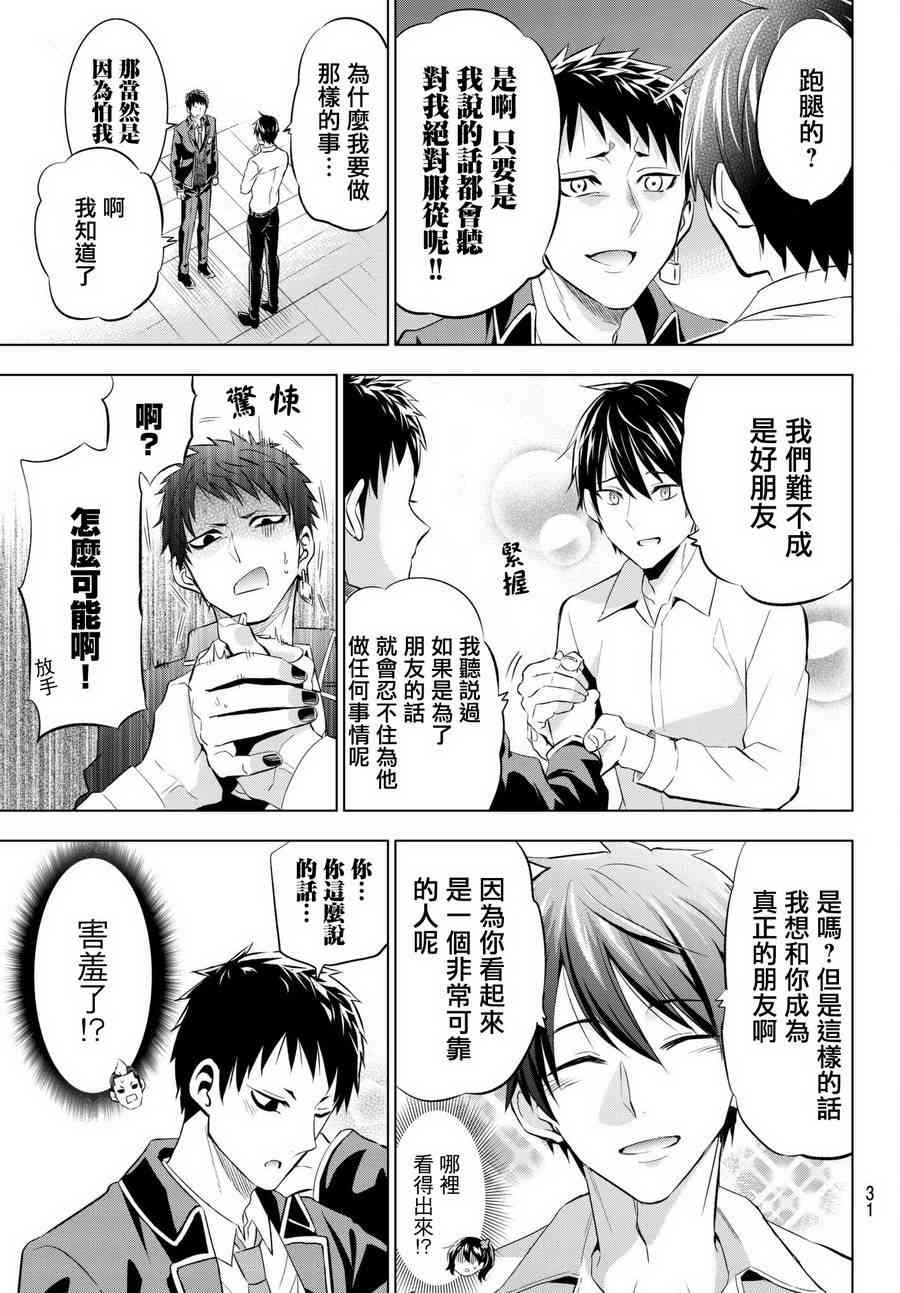 跑腿的？
是啊 只要是
我說的話都會聽
對我絕對服從呢!!
為什麼我要做
那樣的事…
那當然是
因為怕我
啊
我知道了
我們難不成
是好朋友
緊握
我聽說過
如果是為了
朋友的話
就會忍不住為他
做任何事情呢
驚悚
啊？
怎麼可能啊！
放手
是嗎？但是這樣的話
我想和你成為
真正的朋友啊
因為你看起來
是一個非常可靠
的人呢
哪裡
看得出來!?
你…
你這麼說
的話…
害羞了!?
31